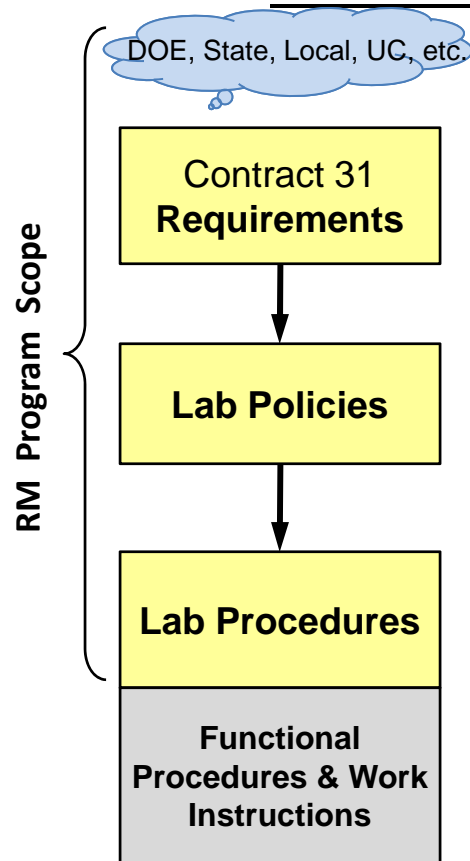 DOE, State, Local, UC, etc.
Contract 31
Requirements
RM Program Scope
Lab Policies
Lab Procedures
Functional
Procedures & Work
Instructions